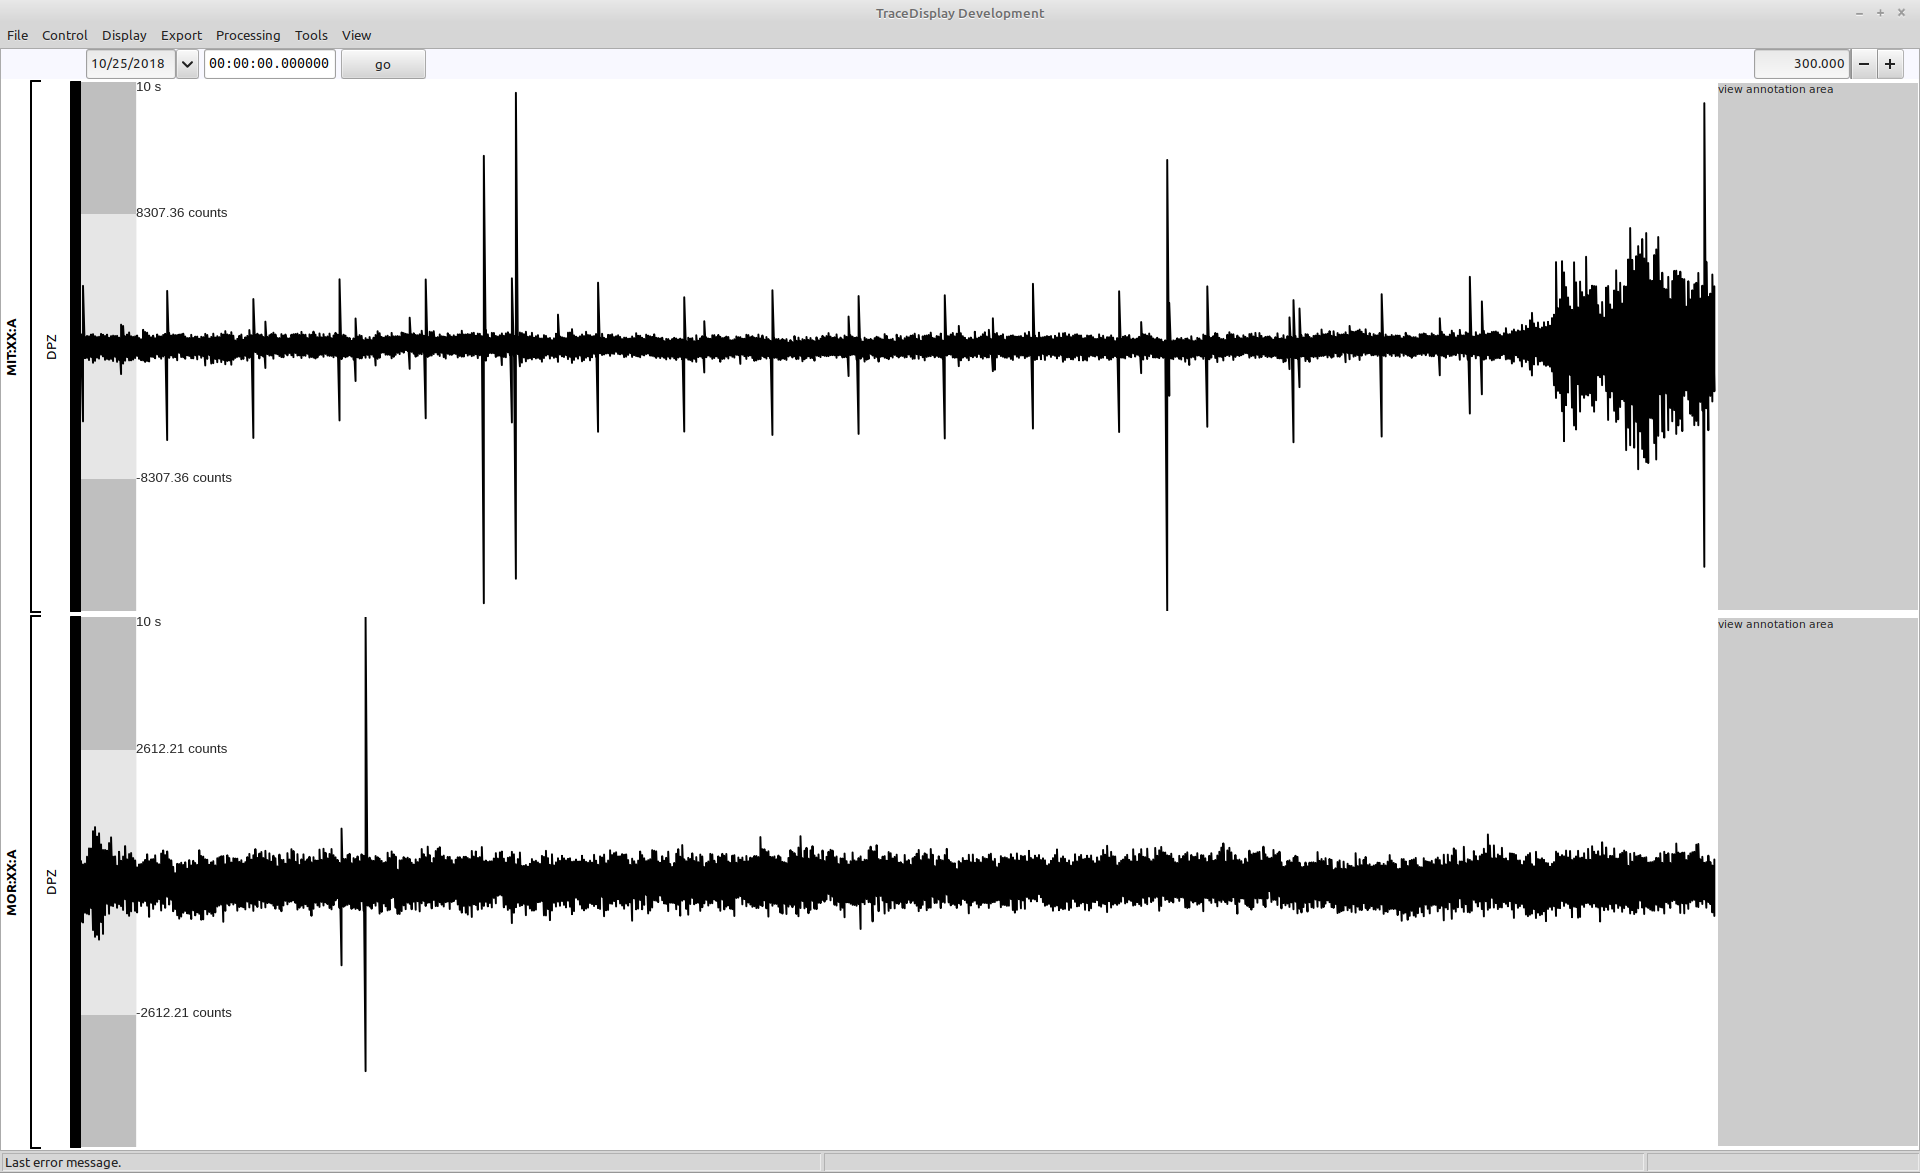 TraceDisplay Development
File Control Display Export Processing Tools View
10/25/2018 00:00:00.000000 go 300.000
MIT:XX:A
DPZ
10 s
8307.36 counts
-8307.36 counts
view annotation area
MOR:XX:A
DPZ
10 s
2612.21 counts
-2612.21 counts
view annotation area
Last error message.